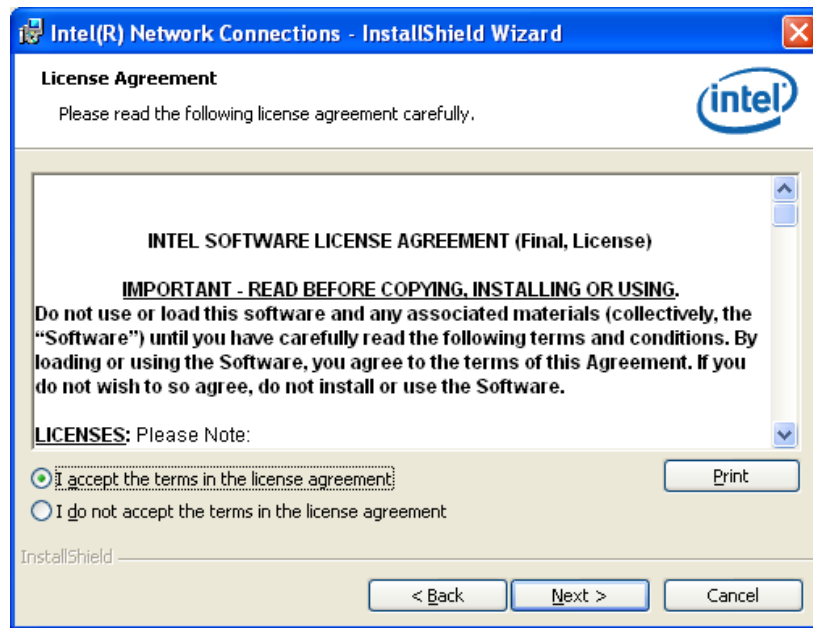 Intel(R) Network Connections - InstallShield Wizard
License Agreement
Please read the following license agreement carefully.
intel
INTEL SOFTWARE LICENSE AGREEMENT (Final, License)
IMPORTANT - READ BEFORE COPYING, INSTALLING OR USING.
Do not use or load this software and any associated materials (collectively, the
“Software”) until you have carefully read the following terms and conditions. By
loading or using the Software, you agree to the terms of this Agreement. If you
do not wish to so agree, do not install or use the Software.
LICENSES: Please Note:
I accept the terms in the license agreement
Print
I do not accept the terms in the license agreement
InstallShield
< Back
Next >
Cancel